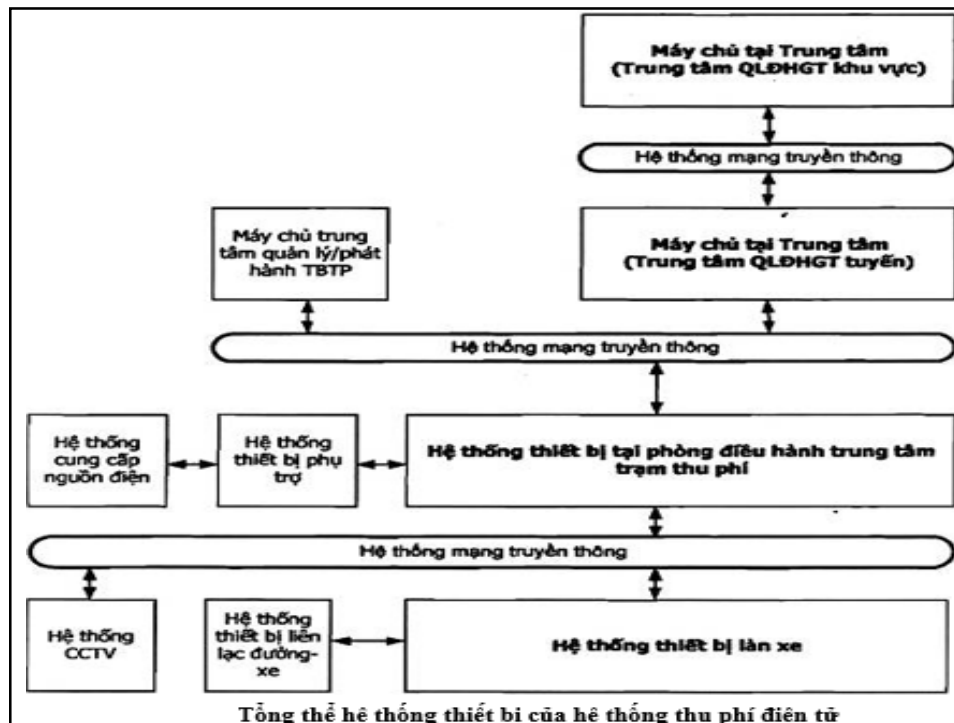 Máy chủ tại Trung tâm
(Trung tâm QLĐHGT khu vực)
Hệ thống mạng truyền thông
Máy chủ trung
tâm quản lý/phát
hành TBTP
Máy chủ tại Trung tâm
(Trung tâm QLĐHGT tuyến)
Hệ thống mạng truyền thông
Hệ thống
cung cấp
nguồn điện
Hệ thống
thiết bị phụ
trợ
Hệ thống thiết bị tại phòng điều hành trung tâm
trạm thu phí
Hệ thống mạng truyền thông
Hệ thống
CCTV
Hệ thống
thiết bị liên
lạc đường-
xe
Hệ thống thiết bị làn xe
Tổng thể hệ thống thiết bị của hệ thống thu phí điện tử